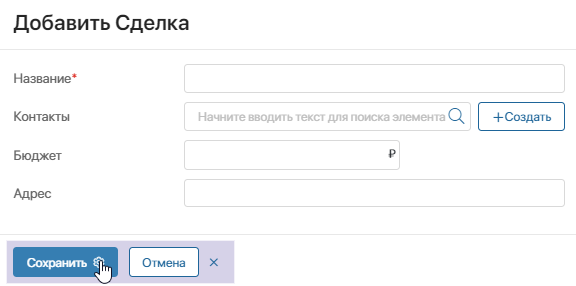 Добавить Сделка
Название*
Контакты Начните вводить текст для поиска элемента +Создать
Бюджет ₽
Адрес
Сохранить Отмена ×